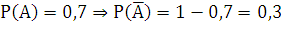 P(A) = 0,7 ⇒ P(A̅) = 1 − 0,7 = 0,3